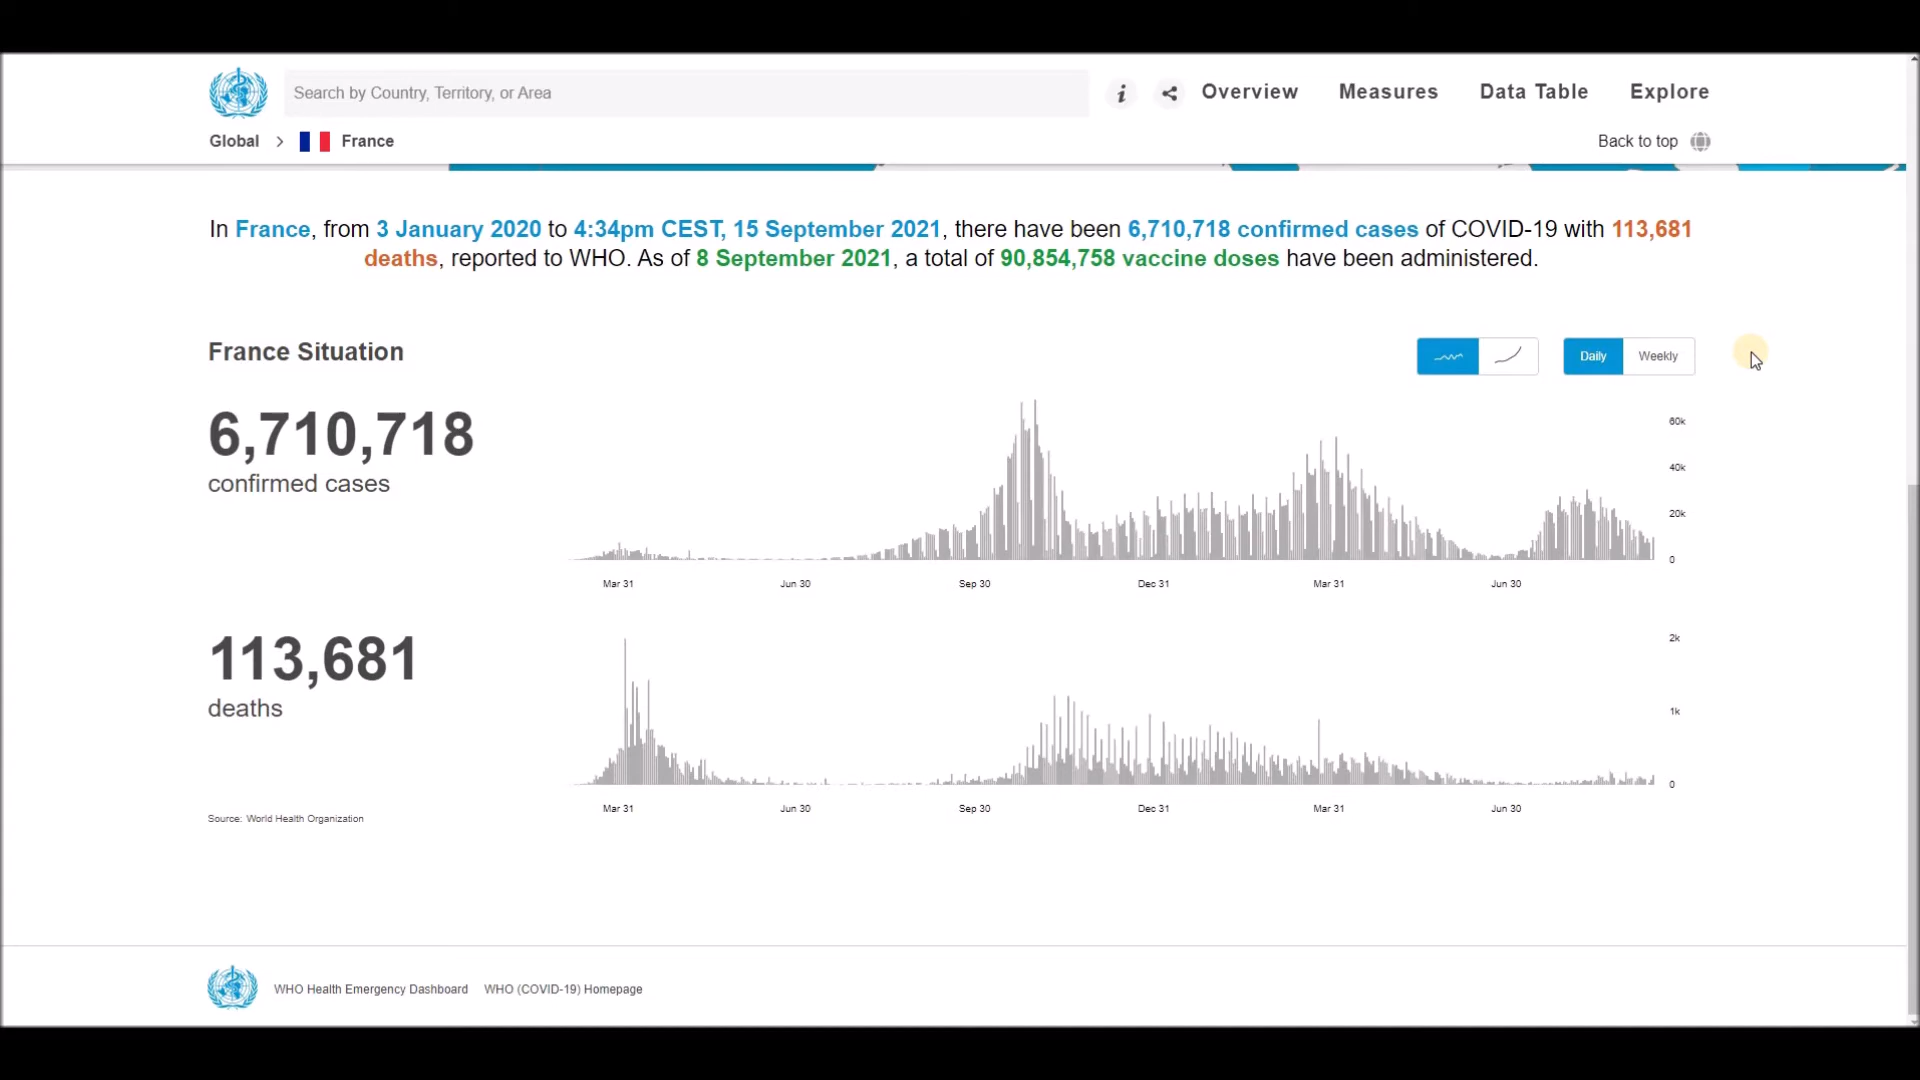 Search by Country, Territory, or Area
i
Overview
Measures
Data Table
Explore
Global > France
Back to top
In France, from 3 January 2020 to 4:34pm CEST, 15 September 2021, there have been 6,710,718 confirmed cases of COVID-19 with 113,681
deaths, reported to WHO. As of 8 September 2021, a total of 90,854,758 vaccine doses have been administered.
France Situation
Daily
Weekly
6,710,718
confirmed cases
60k
40k
20k
0
Mar 31
Jun 30
Sep 30
Dec 31
Mar 31
Jun 30
113,681
deaths
2k
1k
0
Mar 31
Jun 30
Sep 30
Dec 31
Mar 31
Jun 30
Source: World Health Organization
WHO Health Emergency Dashboard
WHO (COVID-19) Homepage